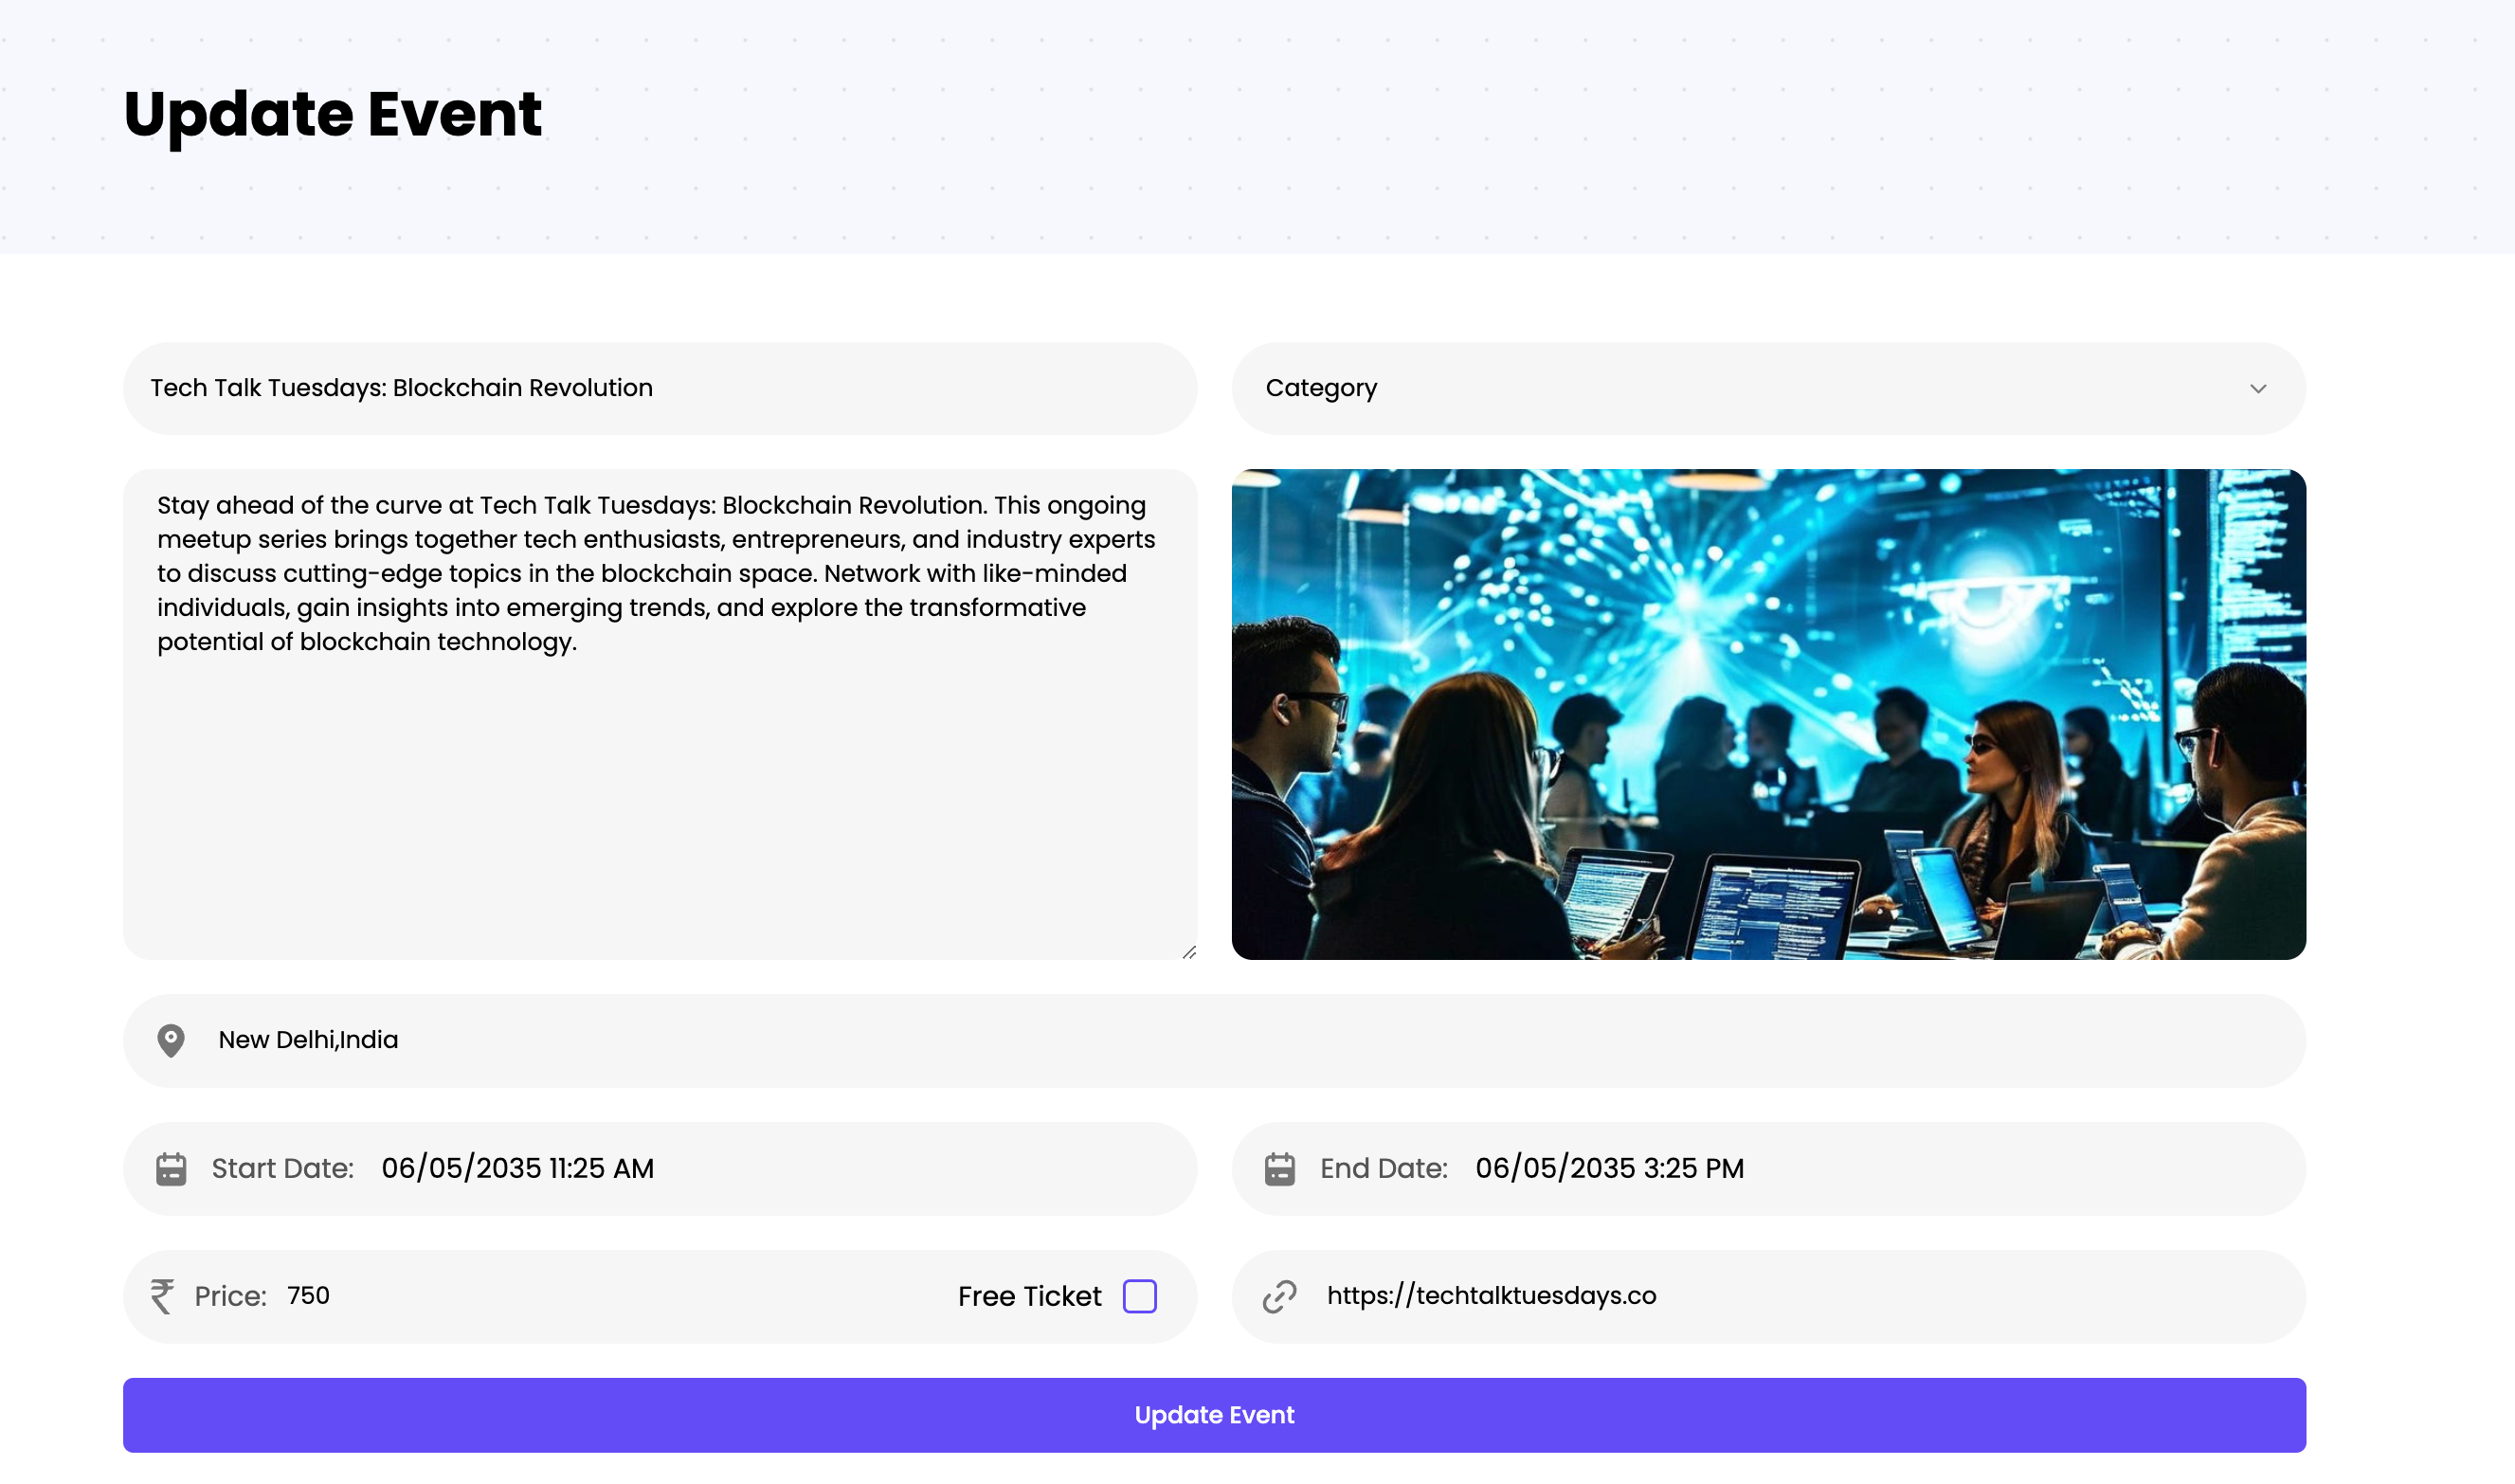 Update Event
Tech Talk Tuesdays: Blockchain Revolution
Category
Stay ahead of the curve at Tech Talk Tuesdays: Blockchain Revolution. This ongoing
meetup series brings together tech enthusiasts, entrepreneurs, and industry experts
to discuss cutting-edge topics in the blockchain space. Network with like-minded
individuals, gain insights into emerging trends, and explore the transformative
potential of blockchain technology.
New Delhi,India
Start Date: 06/05/2035 11:25 AM
End Date: 06/05/2035 3:25 PM
₹ Price: 750
Free Ticket
https://techtalktuesdays.co
Update Event